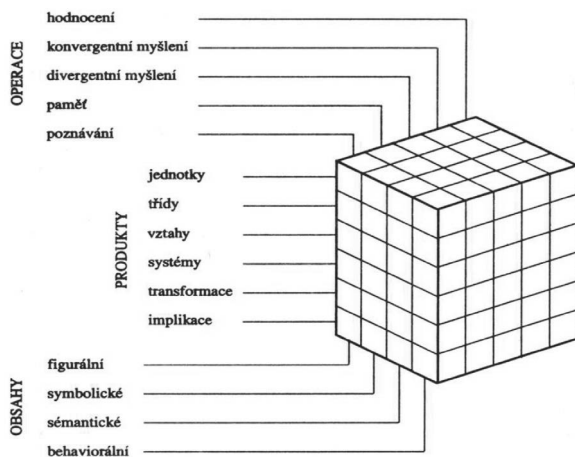 OPERACE
hodnocení
konvergentní myšlení
divergentní myšlení
paměť
poznávání
PRODUKTY
jednotky
třídy
vztahy
systémy
transformace
implikace
OBSAHY
figurální
symbolické
sémantické
behaviorální